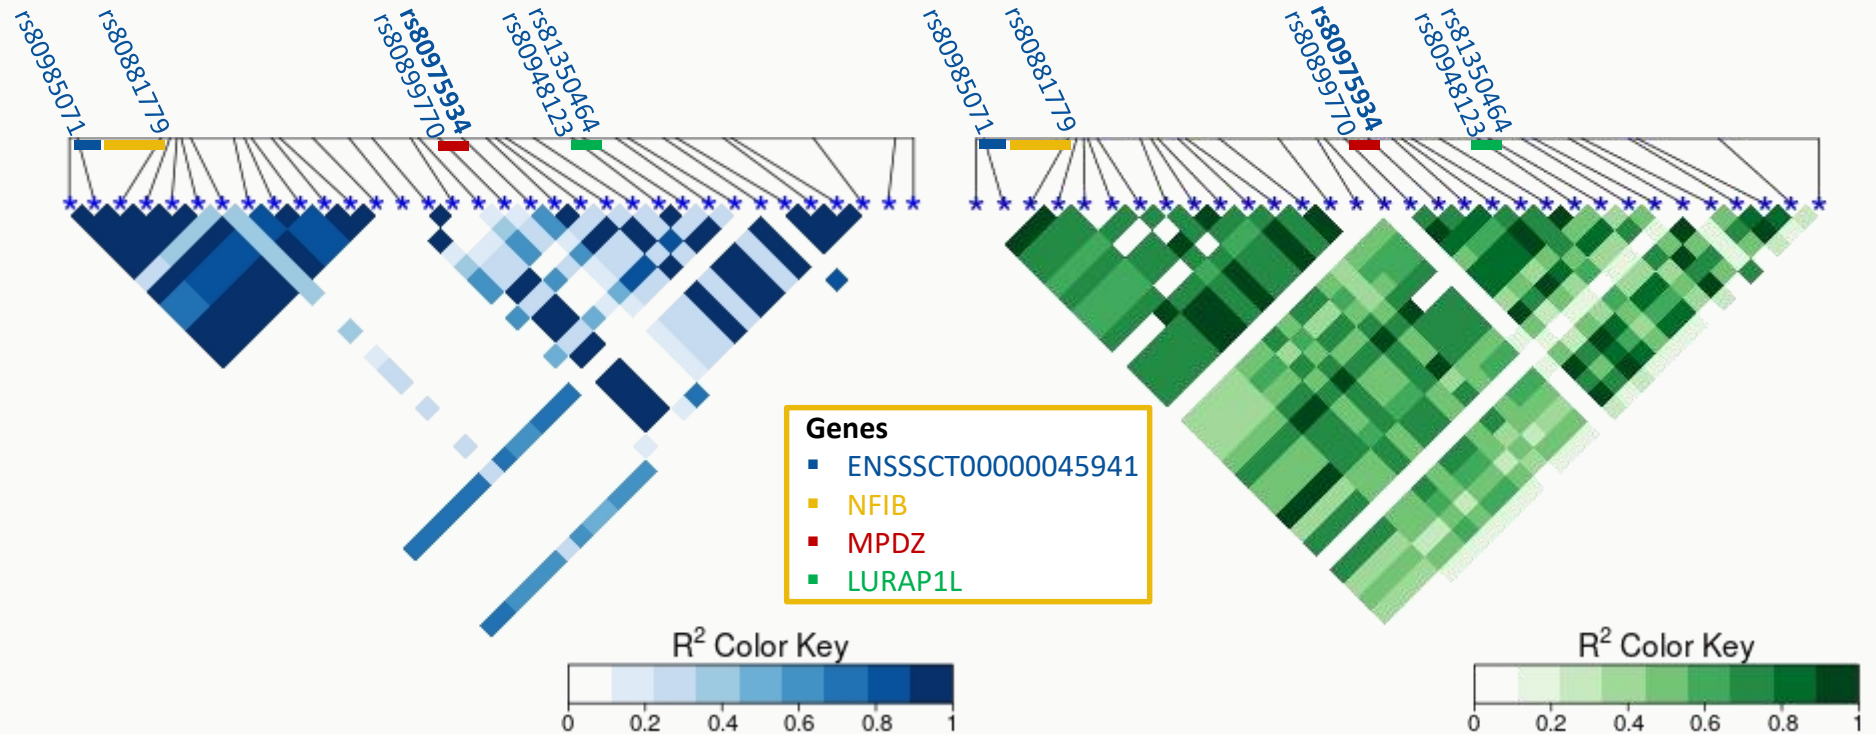 rs80985071
rs80881779
rs80899770
rs80975934
rs80948123
rs81350464
rs80985071
rs80881779
rs80899770
rs80975934
rs80948123
rs81350464
Genes
▪ ENSSSCT00000045941
▪ NFIB
▪ MPDZ
▪ LURAP1L
R² Color Key
0 0.2 0.4 0.6 0.8 1
R² Color Key
0 0.2 0.4 0.6 0.8 1